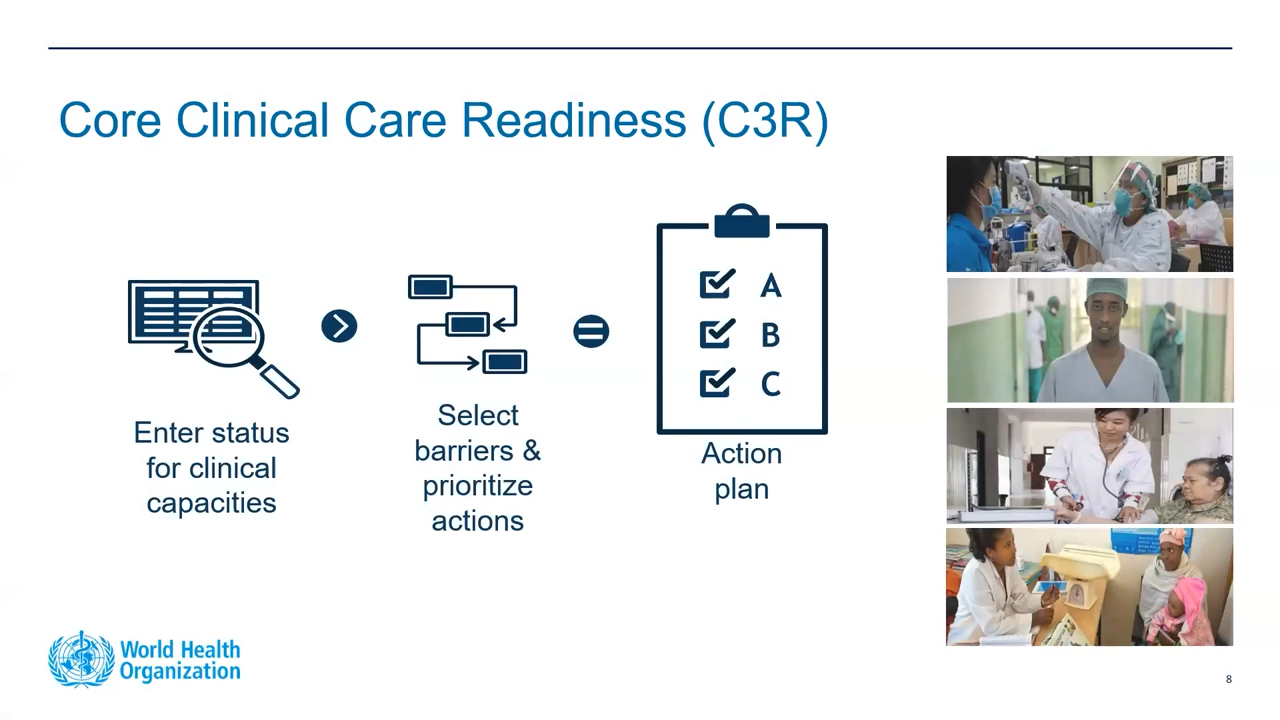 Core Clinical Care Readiness (C3R)
A
B
C
Enter status
for clinical
capacities
Select
barriers &
prioritize
actions
Action
plan
World Health
Organization
8